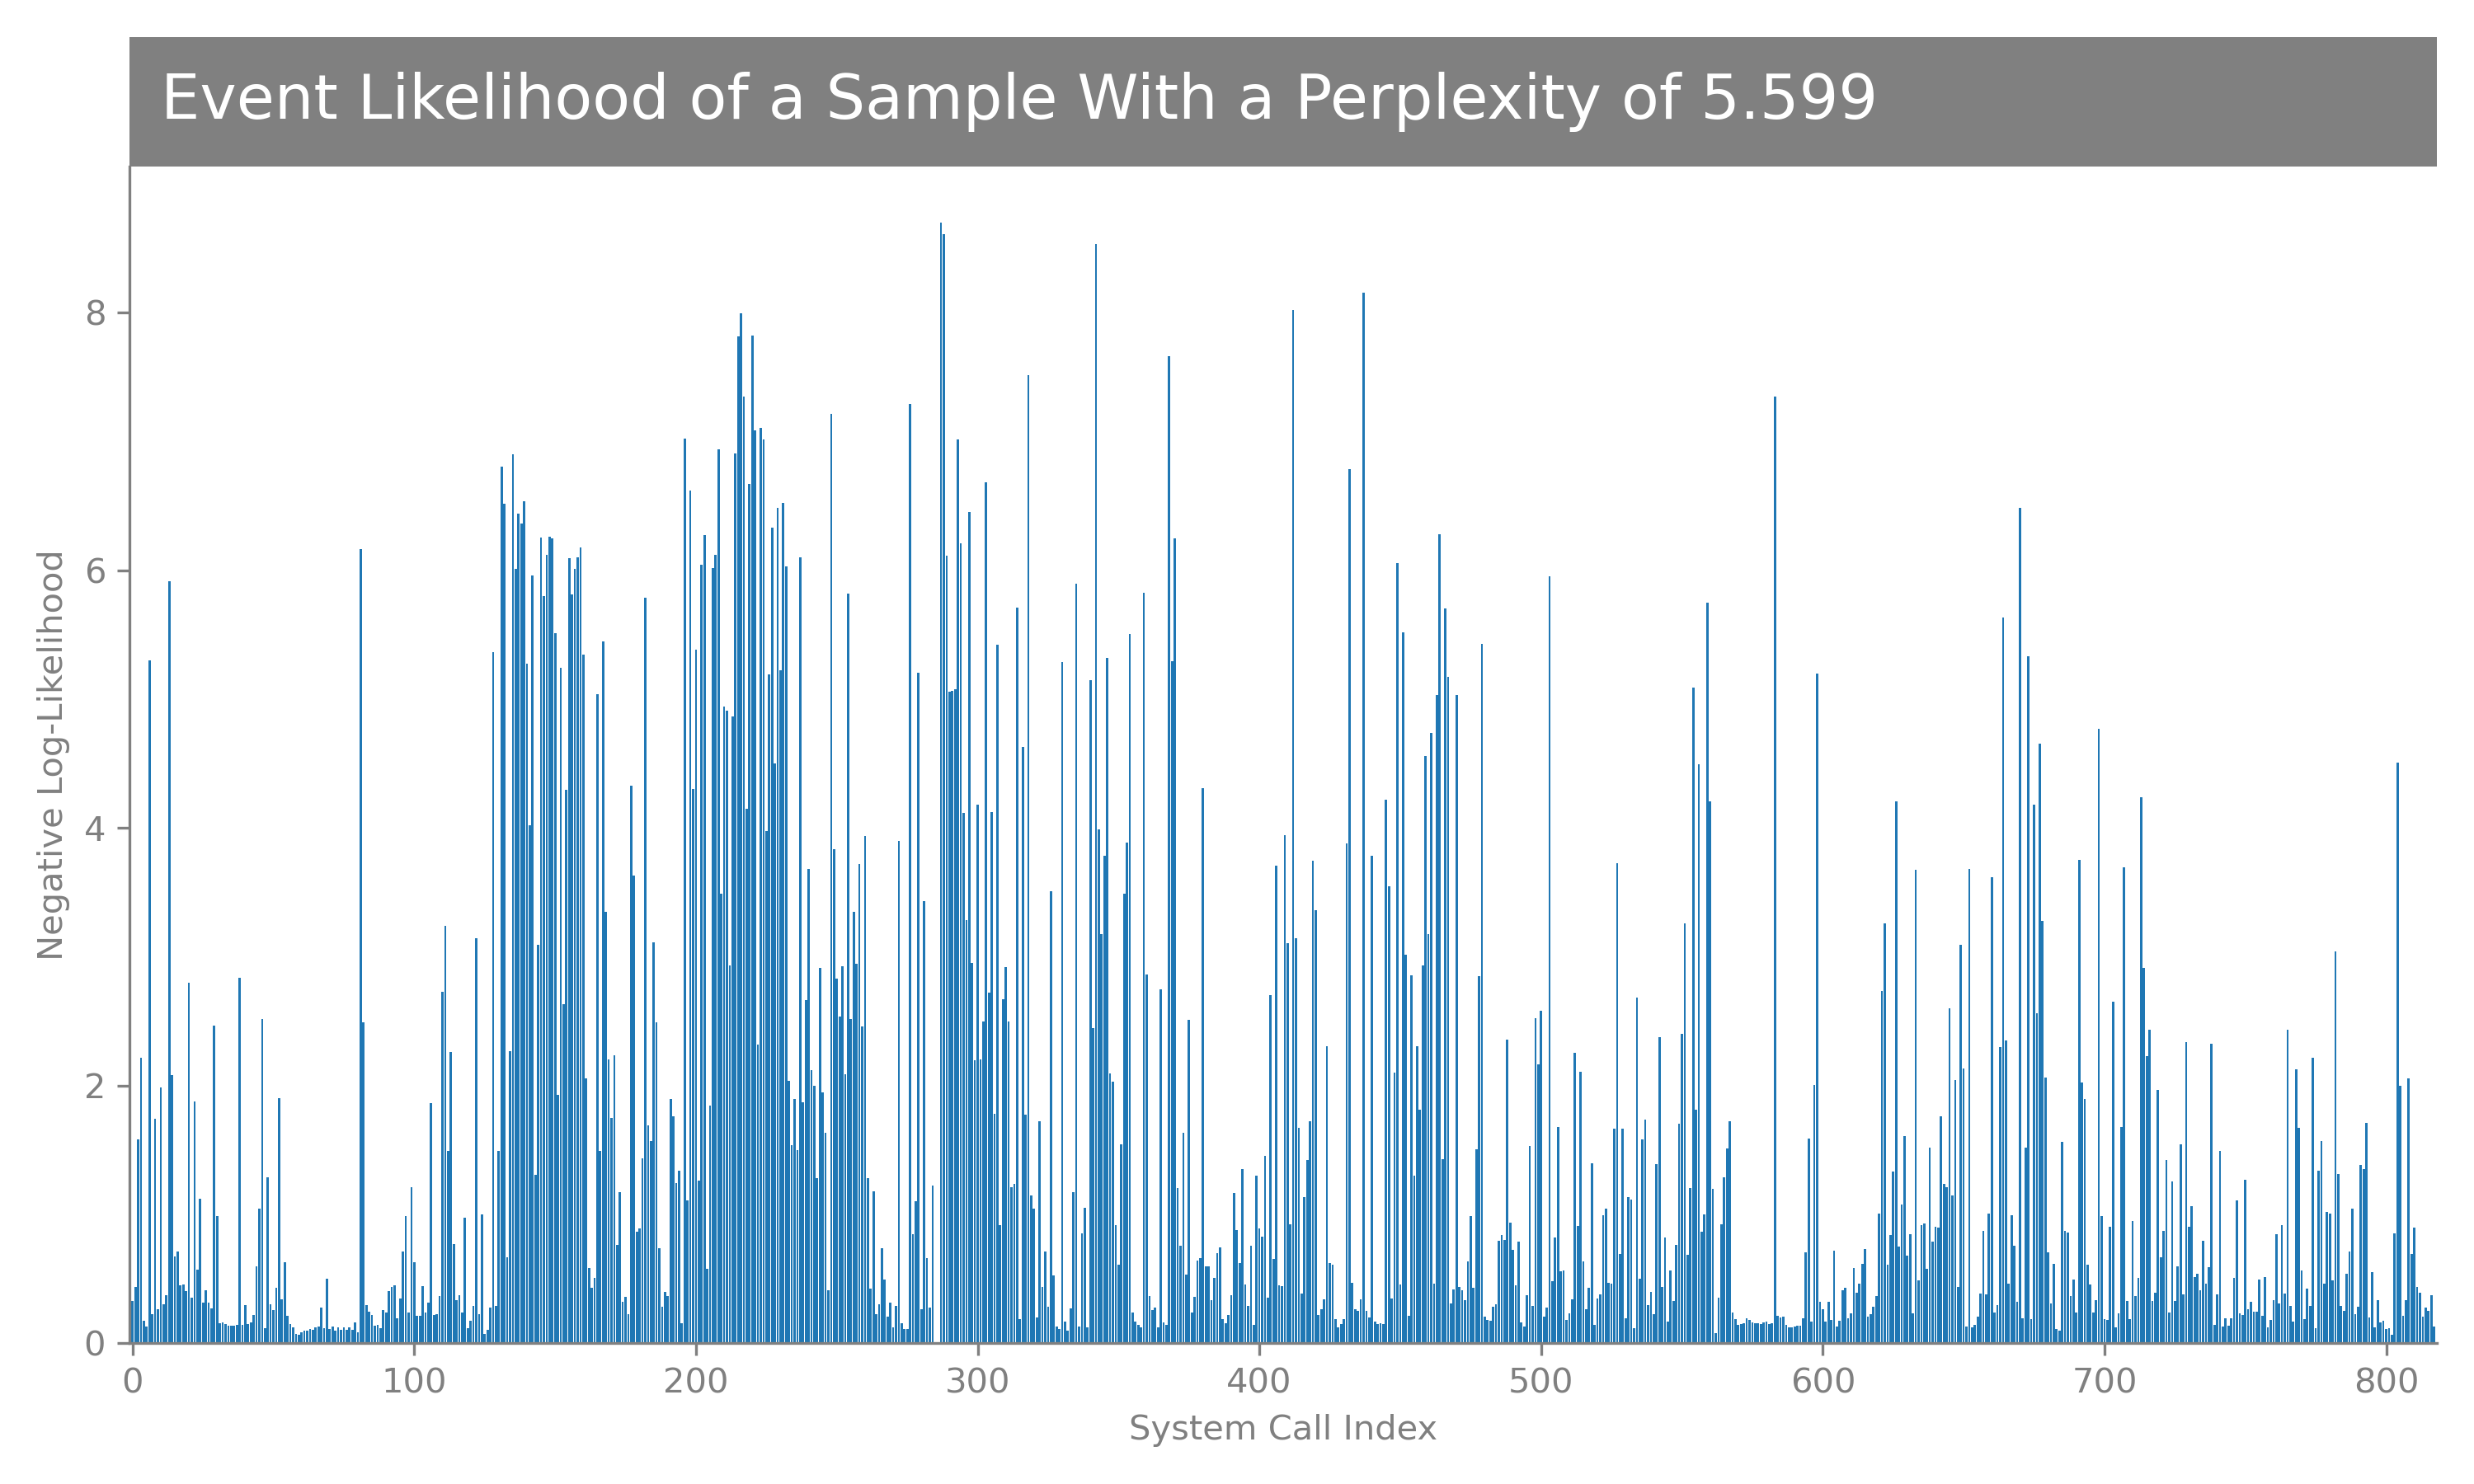 Event Likelihood of a Sample With a Perplexity of 5.599
Negative Log-Likelihood
8
6
4
2
0
0 100 200 300 400 500 600 700 800
System Call Index